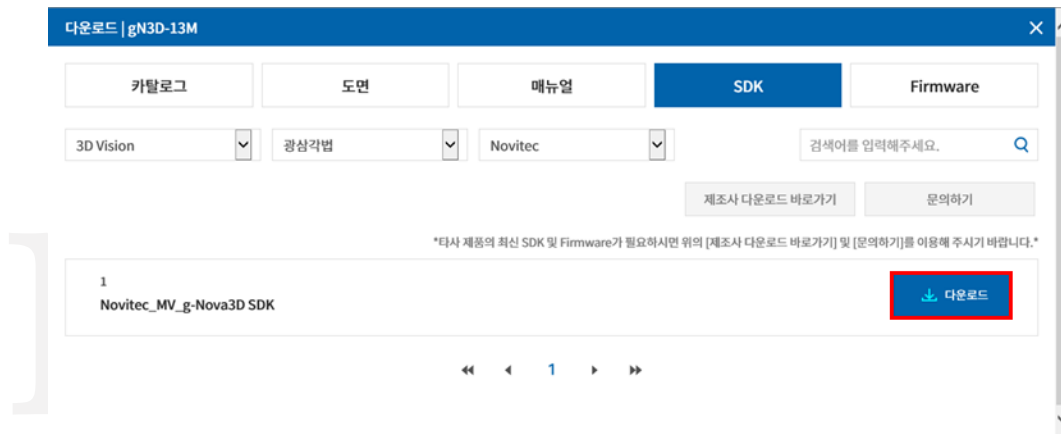 다운로드 | gN3D-13M
카탈로그 도면 매뉴얼 SDK Firmware
3D Vision 광삼각법 Novitec 검색어를 입력해주세요.
제조사 다운로드 바로가기 문의하기
*타사 제품의 최신 SDK 및 Firmware가 필요하시면 위의 [제조사 다운로드 바로가기] 및 [문의하기]를 이용해 주시기 바랍니다.*
1
Novitec_MV_g-Nova3D SDK
다운로드
1